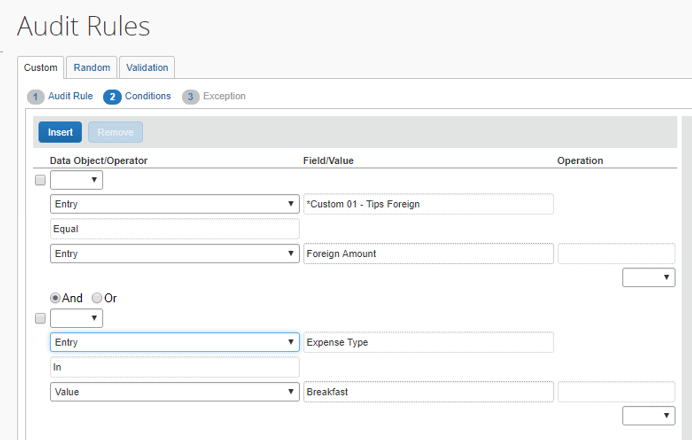 Audit Rules
Custom Random Validation
1 Audit Rule 2 Conditions 3 Exception
Insert Remove
Data Object/Operator Field/Value Operation
Entry *Custom 01 - Tips Foreign
Equal
Entry Foreign Amount
And Or
Entry Expense Type
In
Value Breakfast